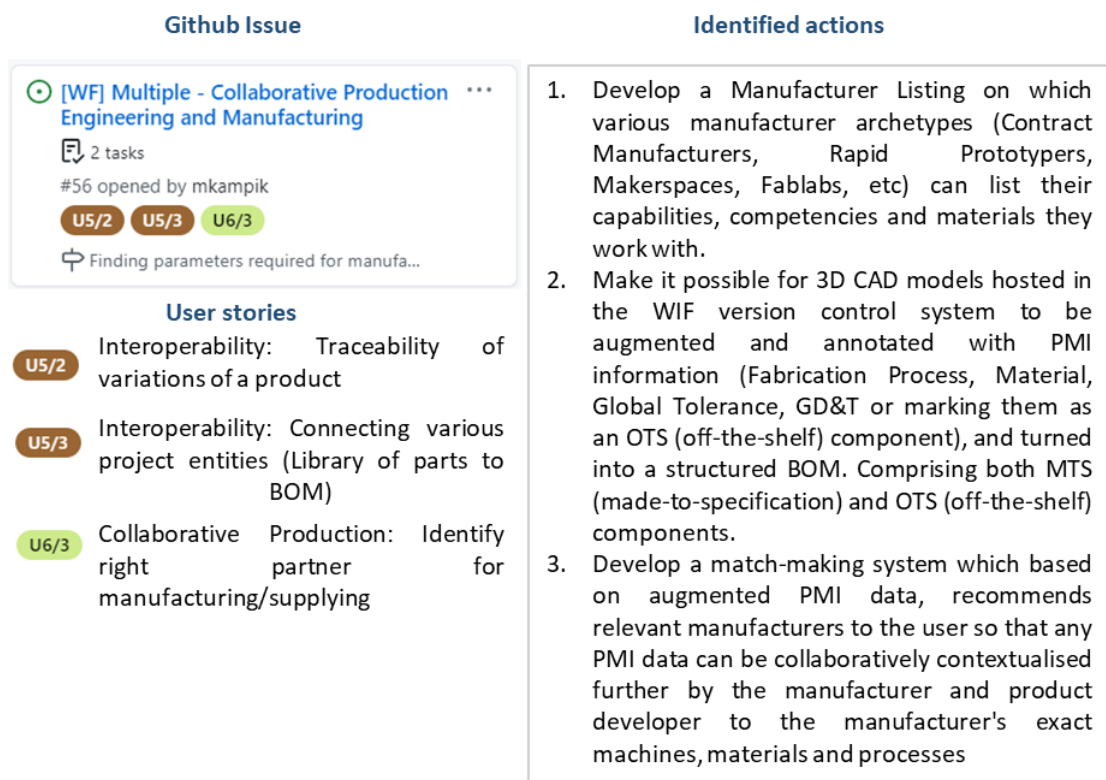 Github Issue
[WF] Multiple - Collaborative Production
Engineering and Manufacturing
2 tasks
#56 opened by mkampik
U5/2 U5/3 U6/3
Finding parameters required for manufa...
User stories
U5/2
Interoperability: Traceability of
variations of a product
U5/3
Interoperability: Connecting various
project entities (Library of parts to
BOM)
U6/3
Collaborative Production: Identify
right partner for
manufacturing/supplying
Identified actions
1. Develop a Manufacturer Listing on which
various manufacturer archetypes (Contract
Manufacturers, Rapid Prototypers,
Makerspaces, Fablabs, etc) can list their
capabilities, competencies and materials they
work with.
2. Make it possible for 3D CAD models hosted in
the WIF version control system to be
augmented and annotated with PMI
information (Fabrication Process, Material,
Global Tolerance, GD&T or marking them as
an OTS (off-the-shelf) component), and turned
into a structured BOM. Comprising both MTS
(made-to-specification) and OTS (off-the-shelf)
components.
3. Develop a match-making system which based
on augmented PMI data, recommends
relevant manufacturers to the user so that any
PMI data can be collaboratively contextualised
further by the manufacturer and product
developer to the manufacturer's exact
machines, materials and processes